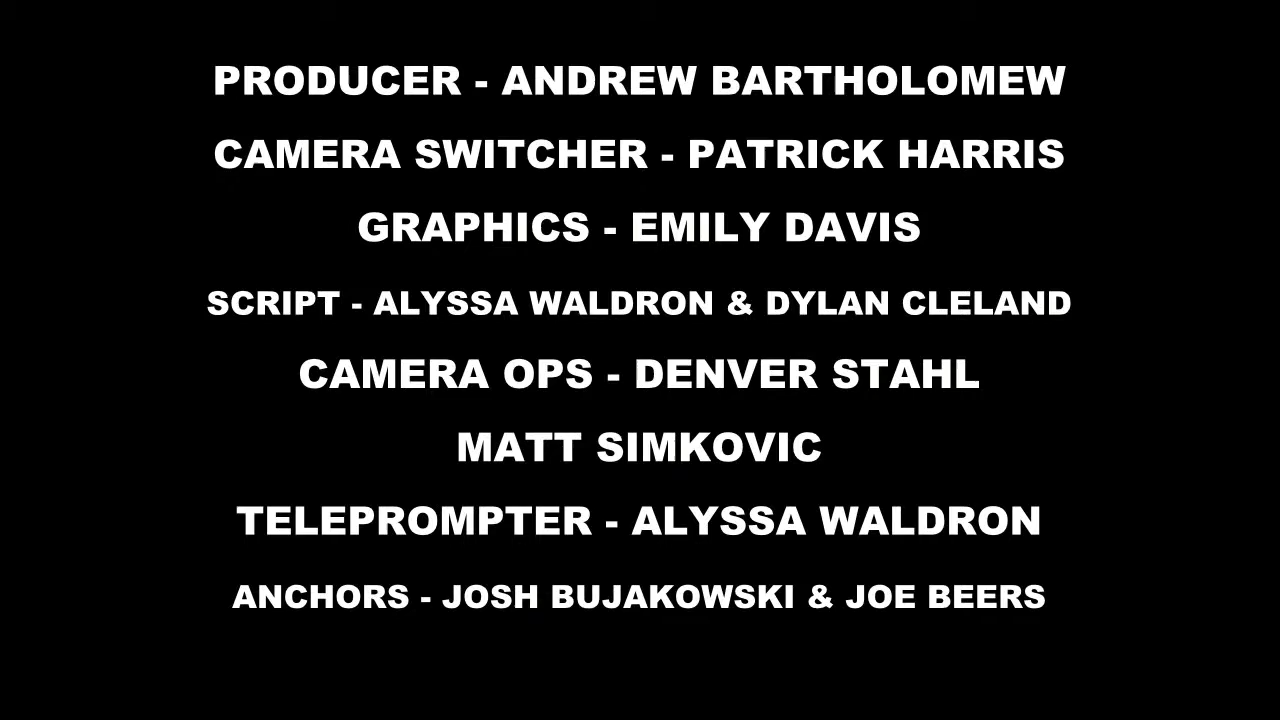 PRODUCER - ANDREW BARTHOLOMEW
CAMERA SWITCHER - PATRICK HARRIS
GRAPHICS - EMILY DAVIS
SCRIPT - ALYSSA WALDRON & DYLAN CLELAND
CAMERA OPS - DENVER STAHL
MATT SIMKOVIC
TELEPROMPTER - ALYSSA WALDRON
ANCHORS - JOSH BUJAKOWSKI & JOE BEERS